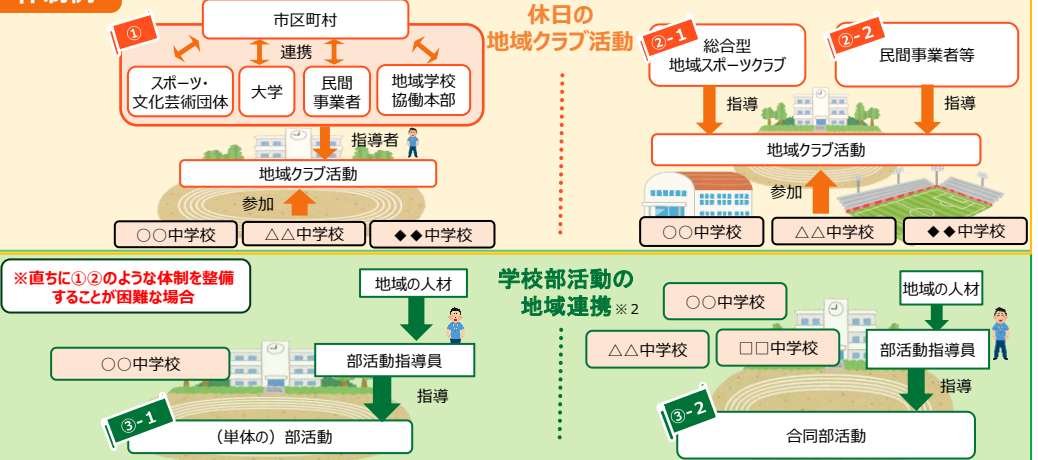 体制例
①
市区町村
連携
スポーツ・
文化芸術団体
大学
民間
事業者
地域学校
協働本部
指導者
地域クラブ活動
参加
○○中学校
△△中学校
◆◆中学校
休日の
地域クラブ活動
②-1
総合型
地域スポーツクラブ
②-2
民間事業者等
指導
指導
地域クラブ活動
参加
○○中学校
△△中学校
◆◆中学校
※直ちに①②のような体制を整備
することが困難な場合
学校部活動の
地域連携※2
地域の人材
○○中学校
部活動指導員
指導
③-1
（単体の）部活動
○○中学校
地域の人材
△△中学校
□□中学校
部活動指導員
指導
③-2
合同部活動